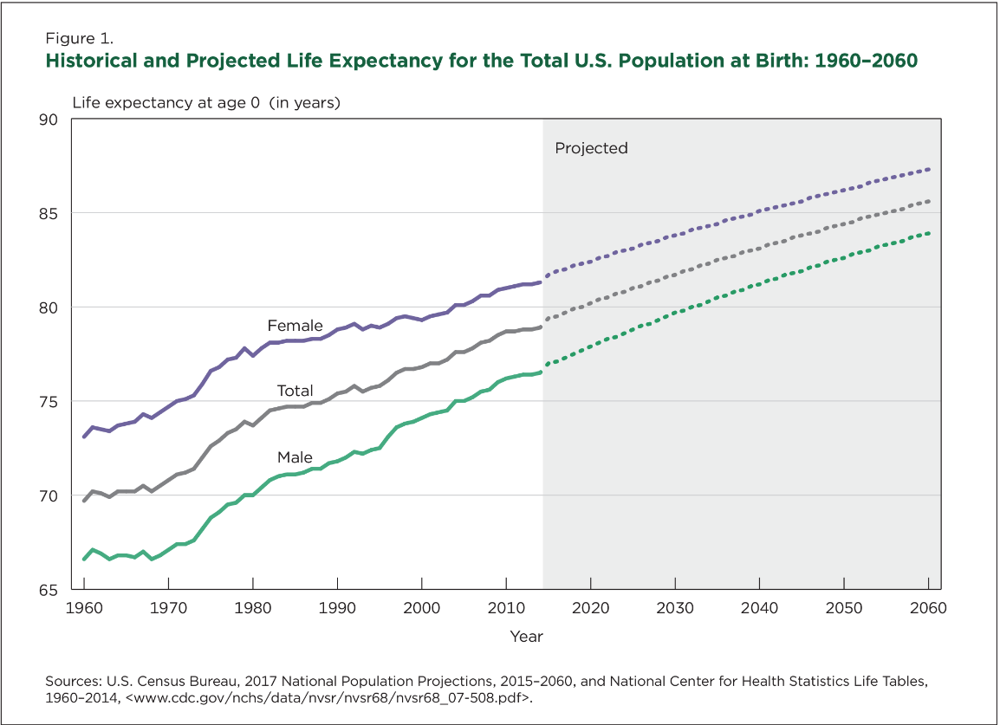 Figure 1.
Historical and Projected Life Expectancy for the Total U.S. Population at Birth: 1960–2060
Life expectancy at age 0 (in years)
90
85
80
75
70
65
Projected
Female
Total
Male
1960 1970 1980 1990 2000 2010 2020 2030 2040 2050 2060
Year
Sources: U.S. Census Bureau, 2017 National Population Projections, 2015–2060, and National Center for Health Statistics Life Tables,
1960–2014, <www.cdc.gov/nchs/data/nvsr/nvsr68/nvsr68_07-508.pdf>.